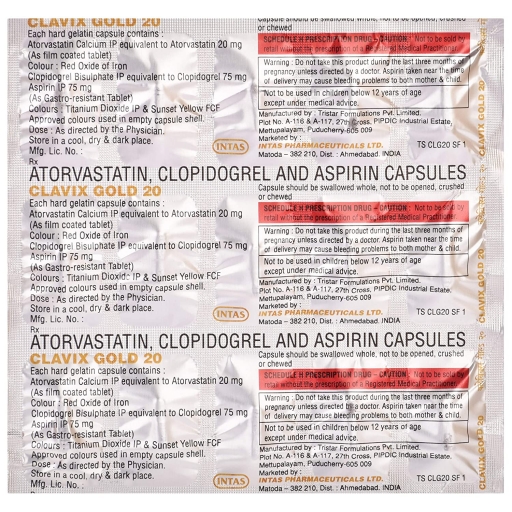 CLAVIX GOLD 20
Each hard gelatin capsule contains :
Atorvastatin Calcium IP equivalent to Atorvastatin 20 mg
(As film coated tablet)
Colour : Red Oxide of Iron
Clopidogrel Bisulphate IP equivalent to Clopidogrel 75 mg
Aspirin IP 75 mg
(As Gastro-resistant Tablet)
Colours : Titanium Dioxide IP & Sunset Yellow FCF
Approved colours used in empty capsule shell.
Dose : As directed by the Physician.
Store in a cool, dry & dark place.
Mfg. Lic. No. :
INTAS
Capsule should be swallowed whole, not to be opened, crushed
or chewed
SCHEDULE H PRESCRIPTION DRUG - CAUTION : Not to be sold by
retail without the prescription of a Registered Medical Practitioner.
Warning : Do not take this product during the last three months of
pregnancy unless directed by a doctor. Aspirin taken near the time
of delivery may cause bleeding problems to both mother & child.
Not to be used in children below 12 years of age
except under medical advice.
Manufactured by : Tristar Formulations Pvt. Limited.
Plot No. A-116 & A-117, 27th Cross, PIPDIC Industrial Estate,
Mettupalayam, Puducherry-605 009
Marketed by :
INTAS PHARMACEUTICALS LTD.
Matoda – 382 210, Dist. : Ahmedabad. INDIA
TS CLG20 SF 1
Rx
ATORVASTATIN, CLOPIDOGREL AND ASPIRIN CAPSULES
CLAVIX GOLD 20
Each hard gelatin capsule contains :
Atorvastatin Calcium IP equivalent to Atorvastatin 20 mg
(As film coated tablet)
Colour : Red Oxide of Iron
Clopidogrel Bisulphate IP equivalent to Clopidogrel 75 mg
Aspirin IP 75 mg
(As Gastro-resistant Tablet)
Colours : Titanium Dioxide IP & Sunset Yellow FCF
Approved colours used in empty capsule shell.
Dose : As directed by the Physician.
Store in a cool, dry & dark place.
Mfg. Lic. No. :
INTAS
Capsule should be swallowed whole, not to be opened, crushed
or chewed
SCHEDULE H PRESCRIPTION DRUG - CAUTION : Not to be sold by
retail without the prescription of a Registered Medical Practitioner.
Warning : Do not take this product during the last three months of
pregnancy unless directed by a doctor. Aspirin taken near the time
of delivery may cause bleeding problems to both mother & child.
Not to be used in children below 12 years of age
except under medical advice.
Manufactured by : Tristar Formulations Pvt. Limited.
Plot No. A-116 & A-117, 27th Cross, PIPDIC Industrial Estate,
Mettupalayam, Puducherry-605 009
Marketed by :
INTAS PHARMACEUTICALS LTD.
Matoda – 382 210, Dist. : Ahmedabad. INDIA
TS CLG20 SF 1
CLAVIX GOLD 20
Rx
ATORVASTATIN, CLOPIDOGREL AND ASPIRIN CAPSULES
CLAVIX GOLD 20
Each hard gelatin capsule contains :
Atorvastatin Calcium IP equivalent to Atorvastatin 20 mg
(As film coated tablet)
Colour : Red Oxide of Iron
Clopidogrel Bisulphate IP equivalent to Clopidogrel 75 mg
Aspirin IP 75 mg
(As Gastro-resistant Tablet)
Colours : Titanium Dioxide IP & Sunset Yellow FCF
Approved colours used in empty capsule shell.
Dose : As directed by the Physician.
Store in a cool, dry & dark place.
Mfg. Lic. No. :
INTAS
Capsule should be swallowed whole, not to be opened, crushed
or chewed
SCHEDULE H PRESCRIPTION DRUG - CAUTION : Not to be sold by
retail without the prescription of a Registered Medical Practitioner.
Warning : Do not take this product during the last three months of
pregnancy unless directed by a doctor. Aspirin taken near the time
of delivery may cause bleeding problems to both mother & child.
Not to be used in children below 12 years of age
except under medical advice.
Manufactured by : Tristar Formulations Pvt. Limited.
Plot No. A-116 & A-117, 27th Cross, PIPDIC Industrial Estate,
Mettupalayam, Puducherry-605 009
Marketed by :
INTAS PHARMACEUTICALS LTD.
Matoda – 382 210, Dist. : Ahmedabad. INDIA
TS CLG20 SF 1
CLAVIX GOLD 20
Rx